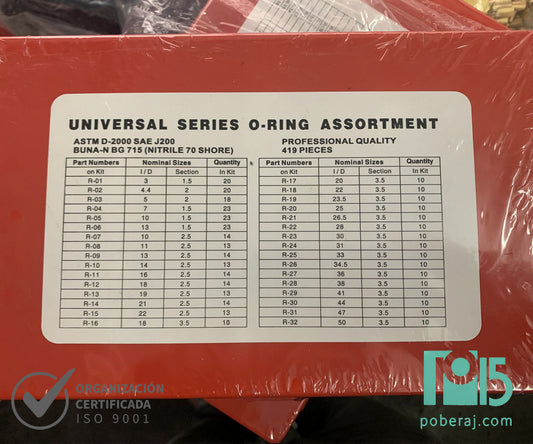 UNIVERSAL SERIES O-RING ASSORTMENT
ASTM D-2000 SAE J200 PROFESSIONAL QUALITY
BUNA-N BG 715 (NITRILE 70 SHORE) 419 PIECES
Part Numbers on Kit Nominal Sizes I / D Section Quantity In Kit
R-01 3 1.5 20
R-02 4.4 2 20
R-03 5 2 18
R-04 7 1.5 23
R-05 10 1.5 23
R-06 13 1.5 23
R-07 10 2.5 14
R-08 11 2.5 13
R-09 13 2.5 13
R-10 14 2.5 13
R-11 16 2.5 14
R-12 18 2.5 14
R-13 19 2.5 13
R-14 21 2.5 14
R-15 22 2.5 13
R-16 18 3.5 10
Part Numbers on Kit Nominal Sizes I / D Section Quantity In Kit
R-17 20 3.5 10
R-18 22 3.5 10
R-19 23.5 3.5 10
R-20 25 3.5 10
R-21 26.5 3.5 10
R-22 28 3.5 10
R-23 30 3.5 10
R-24 31 3.5 10
R-25 33 3.5 10
R-26 34.5 3.5 10
R-27 36 3.5 10
R-28 38 3.5 10
R-29 41 3.5 10
R-30 44 3.5 10
R-31 47 3.5 10
R-32 50 3.5 10
ORGANIZACIÓN
CERTIFICADA
ISO 9001
15
poberaj.com